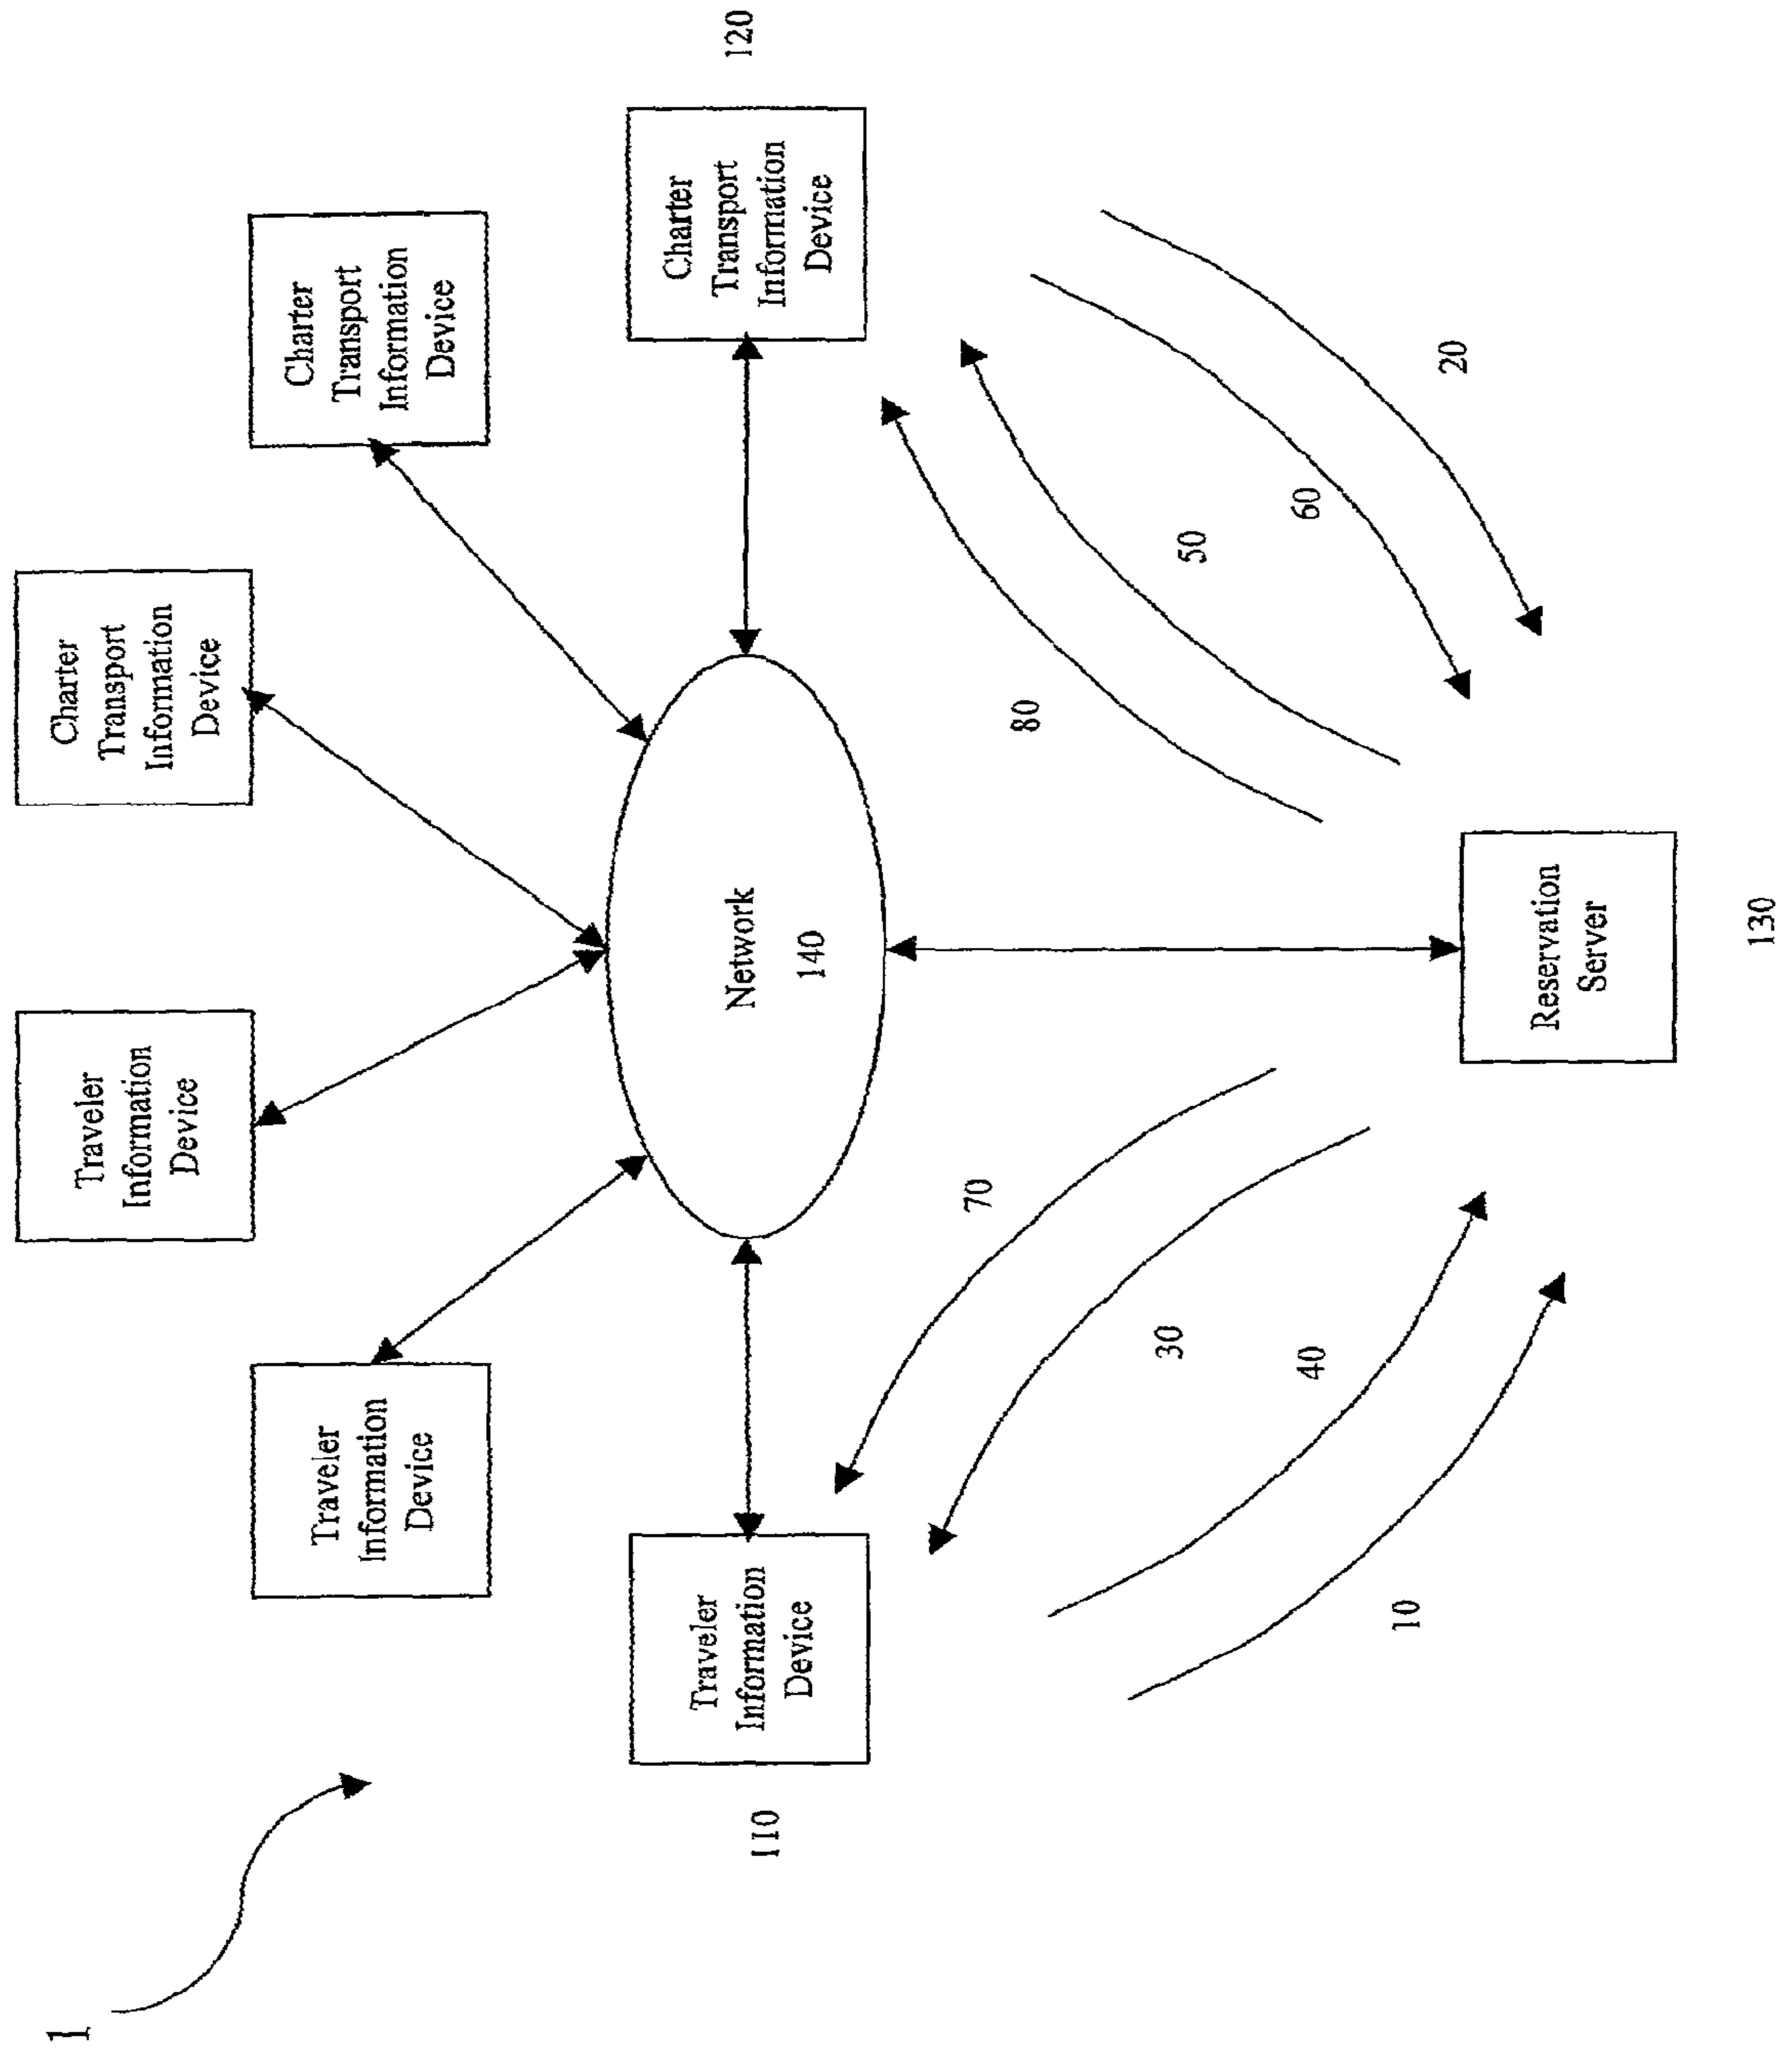 1
Traveler
Information
Device
110
Traveler
Information
Device
Traveler
Information
Device
Charter
Transport
Information
Device
Charter
Transport
Information
Device
Charter
Transport
Information
Device
120
Network
140
70
30
40
10
80
50
60
20
Reservation
Server
130